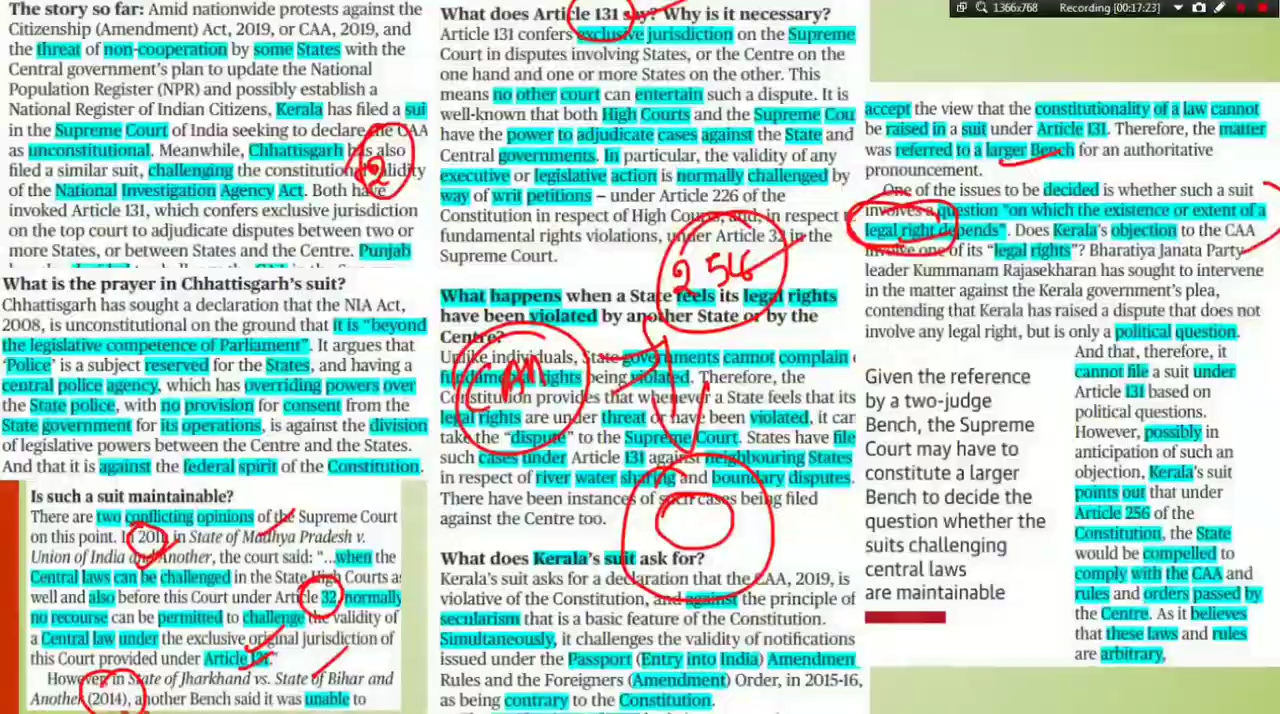 The story so far: Amid nationwide protests against the
Citizenship (Amendment) Act, 2019, or CAA, 2019, and
the threat of non-cooperation by some States with the
Central government's plan to update the National
Population Register (NPR) and possibly establish a
National Register of Indian Citizens, Kerala has filed a sui
in the Supreme Court of India seeking to declare the CAA
as unconstitutional. Meanwhile, Chhattisgarh has also
filed a similar suit, challenging the constitutional validity
of the National Investigation Agency Act. Both have
invoked Article 131, which confers exclusive jurisdiction
on the top court to adjudicate disputes between two or
more States, or between States and the Centre. Punjab
12
What is the prayer in Chhattisgarh's suit?
Chhattisgarh has sought a declaration that the NIA Act,
2008, is unconstitutional on the ground that it is "beyond
the legislative competence of Parliament". It argues that
'Police' is a subject reserved for the States, and having a
central police agency, which has overriding powers over
the State police, with no provision for consent from the
State government for its operations, is against the division
of legislative powers between the Centre and the States.
And that it is against the federal spirit of the Constitution.
Is such a suit maintainable?
There are two conflicting opinions of the Supreme Court
on this point. In 2011, in State of Madhya Pradesh v.
Union of India and Another, the court said: "...when the
Central laws can be challenged in the State High Courts as
well and also before this Court under Article 32, normally
no recourse can be permitted to challenge the validity of
a Central law under the exclusive original jurisdiction of
this Court provided under Article 131."
However, in State of Jharkhand vs. State of Bihar and
Another (2014), another Bench said it was unable to
What does Article 131 say? Why is it necessary?
Article 131 confers exclusive jurisdiction on the Supreme
Court in disputes involving States, or the Centre on the
one hand and one or more States on the other. This
means no other court can entertain such a dispute. It is
well-known that both High Courts and the Supreme Cou
have the power to adjudicate cases against the State and
Central governments. In particular, the validity of any
executive or legislative action is normally challenged by
way of writ petitions – under Article 226 of the
Constitution in respect of High Courts, and, in respect
fundamental rights violations, under Article 32 in the
Supreme Court.
256
What happens when a State feels its legal rights
have been violated by another State or by the
Centre?
Unlike individuals, State governments cannot complain
fundamental rights being violated. Therefore, the
Constitution provides that whenever a State feels that its
legal rights are under threat or have been violated, it can
take the "dispute" to the Supreme Court. States have file
such cases under Article 131 against neighbouring States
in respect of river water sharing and boundary disputes.
There have been instances of such cases being filed
against the Centre too.
CAA
What does Kerala's suit ask for?
Kerala's suit asks for a declaration that the CAA, 2019, is
violative of the Constitution, and against the principle of
secularism that is a basic feature of the Constitution.
Simultaneously, it challenges the validity of notifications
issued under the Passport (Entry into India) Amendment
Rules and the Foreigners (Amendment) Order, in 2015-16,
as being contrary to the Constitution.
1366x768 Recording [00:17:23]
accept the view that the constitutionality of a law cannot
be raised in a suit under Article 131. Therefore, the matter
was referred to a larger Bench for an authoritative
pronouncement.
One of the issues to be decided is whether such a suit
involves a question "on which the existence or extent of a
legal right depends". Does Kerala's objection to the CAA
involve one of its "legal rights"? Bharatiya Janata Party
leader Kummanam Rajasekharan has sought to intervene
in the matter against the Kerala government's plea,
contending that Kerala has raised a dispute that does not
involve any legal right, but is only a political question.
Given the reference
by a two-judge
Bench, the Supreme
Court may have to
constitute a larger
Bench to decide the
question whether the
suits challenging
central laws
are maintainable
And that, therefore, it
cannot file a suit under
Article 131 based on
political questions.
However, possibly in
anticipation of such an
objection, Kerala's suit
points out that under
Article 256 of the
Constitution, the State
would be compelled to
comply with the CAA and
rules and orders passed by
the Centre. As it believes
that these laws and rules
are arbitrary,